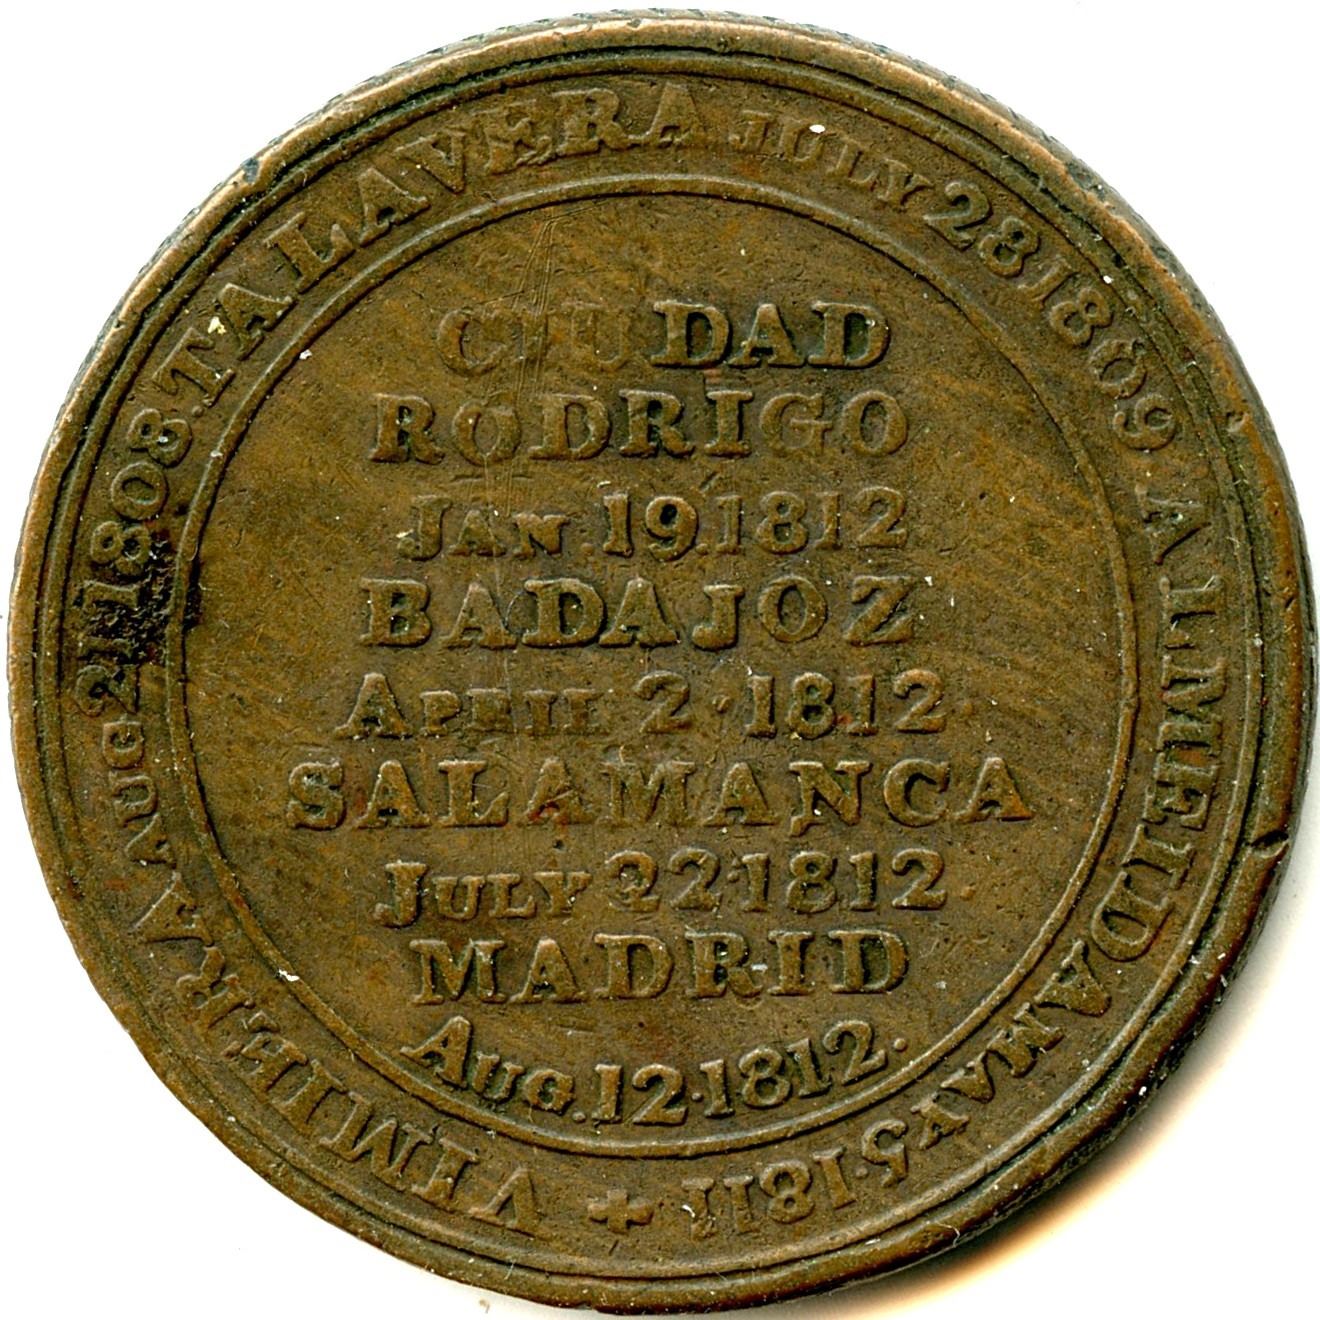 VIMIERA AUG 21 1808. TALAVERA JULY 28 1809. ALMEIDA MAY 5. 1811 +
CIUDAD
RODRIGO
JAN. 19. 1812
BADAJOZ
APRIL 2 · 1812.
SALAMANCA
JULY 22 · 1812.
MADRID
AUG. 12 · 1812.